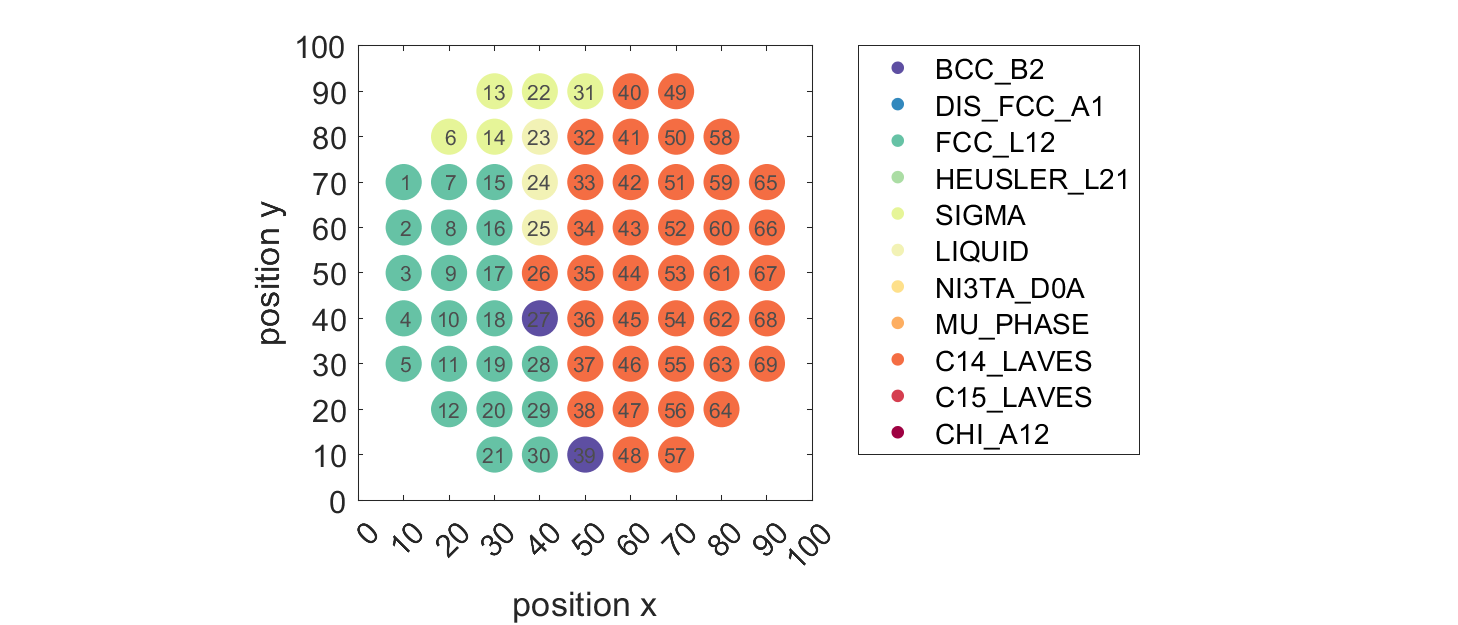 100
90
80
70
60
50
40
30
20
10
0
position y
13 22 31 40 49
6 14 23 32 41 50 58
1 7 15 24 33 42 51 59 65
2 8 16 25 34 43 52 60 66
3 9 17 26 35 44 53 61 67
4 10 18 27 36 45 54 62 68
5 11 19 28 37 46 55 63 69
12 20 29 38 47 56 64
21 30 39 48 57
0 10 20 30 40 50 60 70 80 90 100
position x
BCC_B2
DIS_FCC_A1
FCC_L12
HEUSLER_L21
SIGMA
LIQUID
NI3TA_D0A
MU_PHASE
C14_LAVES
C15_LAVES
CHI_A12